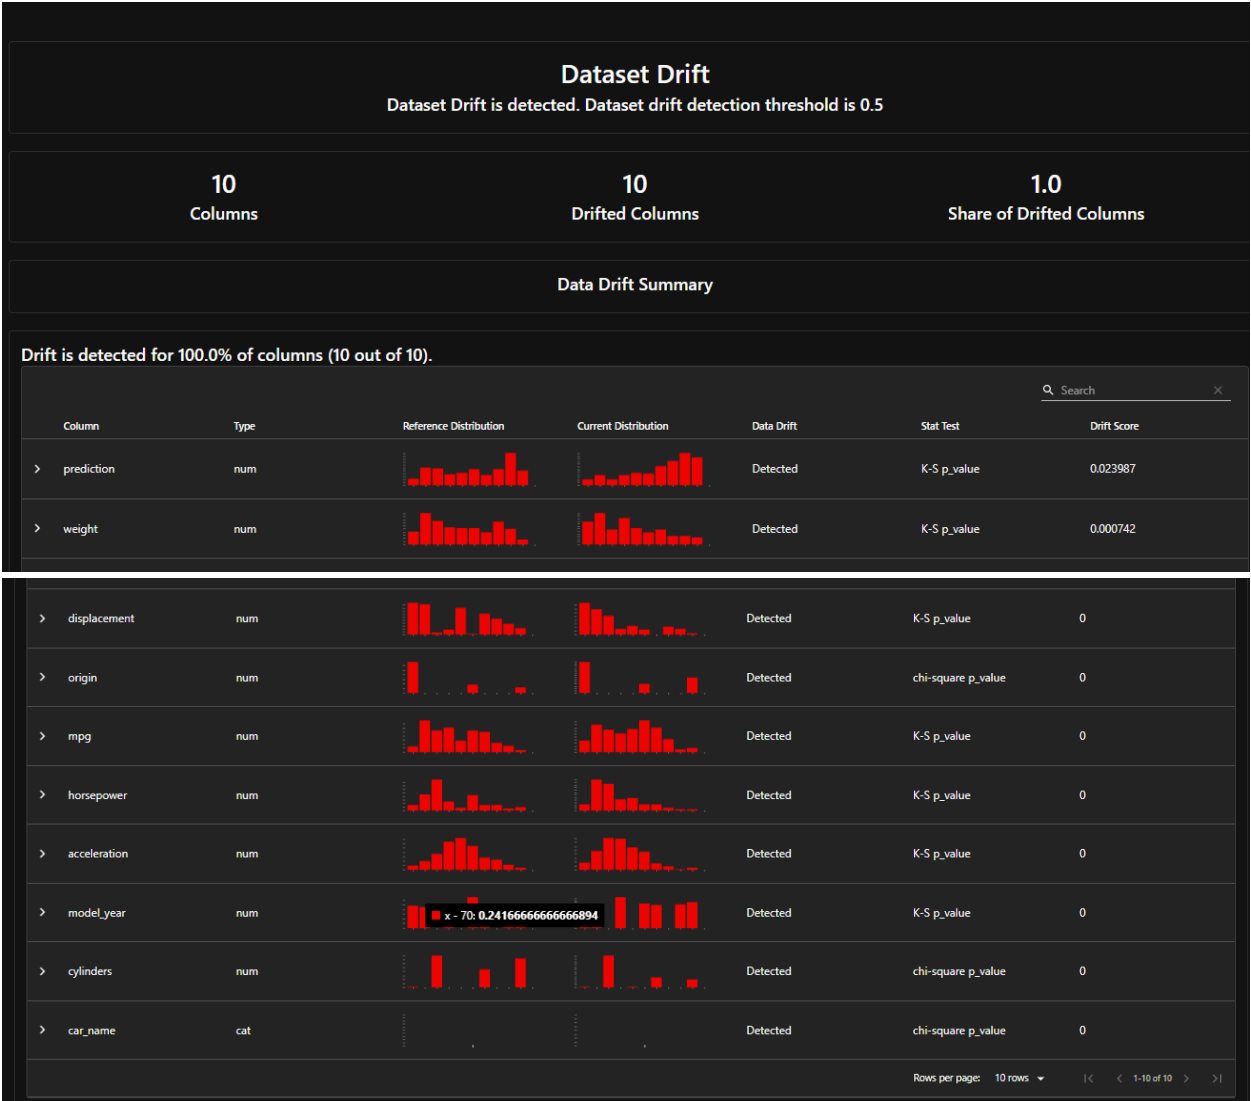 Dataset Drift
Dataset Drift is detected. Dataset drift detection threshold is 0.5
10 10 1.0
Columns Drifted Columns Share of Drifted Columns
Data Drift Summary
Drift is detected for 100.0% of columns (10 out of 10).
Search
Column Type Reference Distribution Current Distribution Data Drift Stat Test Drift Score
prediction num Detected K-S p_value 0.023987
weight num Detected K-S p_value 0.000742
displacement num Detected K-S p_value 0
origin num Detected chi-square p_value 0
mpg num Detected K-S p_value 0
horsepower num Detected K-S p_value 0
acceleration num Detected K-S p_value 0
model_year num x - 70: 0.24166666666666894 Detected K-S p_value 0
cylinders num Detected chi-square p_value 0
car_name cat Detected chi-square p_value 0
Rows per page: 10 rows 1-10 of 10